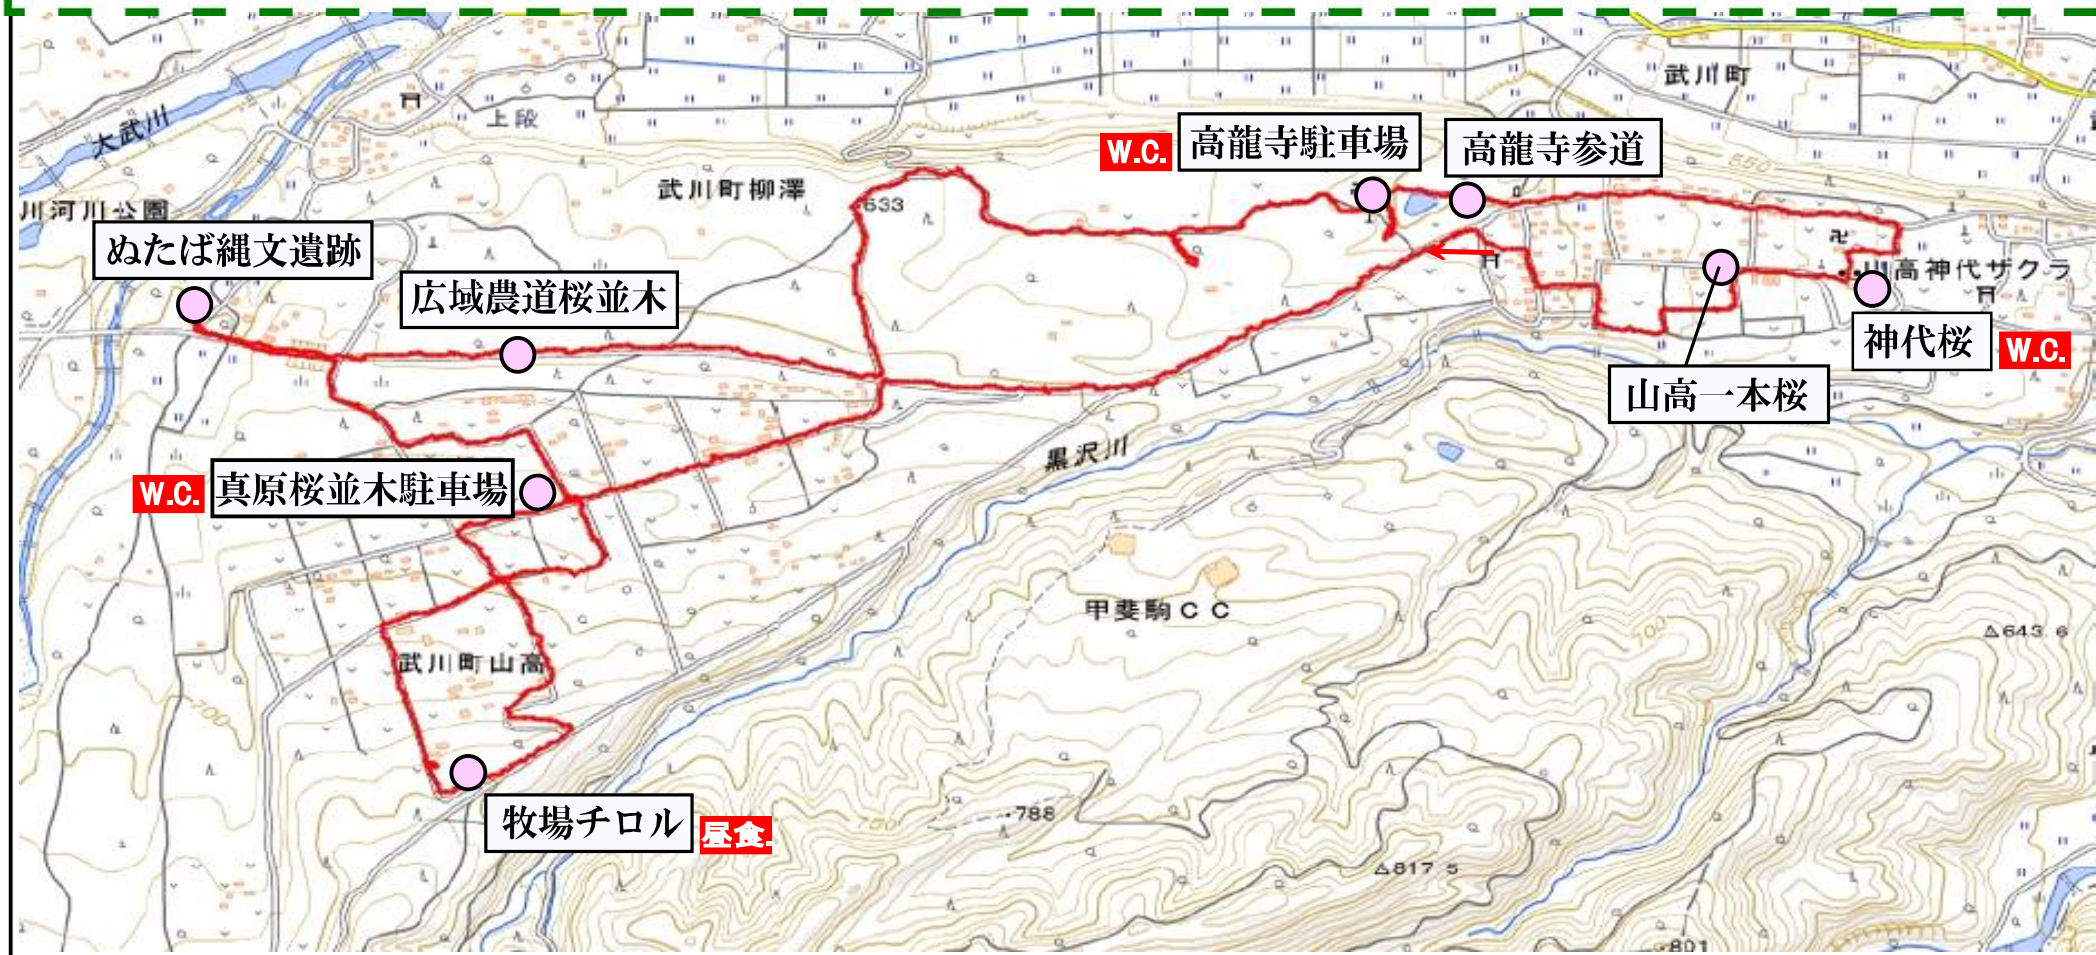 武川町
大武川
上段
W.C.
高龍寺駐車場
高龍寺参道
650
武川町柳澤
633
川河川公園
ぬたば縄文遺跡
広域農道桜並木
山高神代ザクラ
神代桜
W.C.
山高一本桜
黒沢川
W.C.
真原桜並木駐車場
甲斐駒CC
700
643.6
武川町山高
700
牧場チロル
昼食
788
700
817.5
801